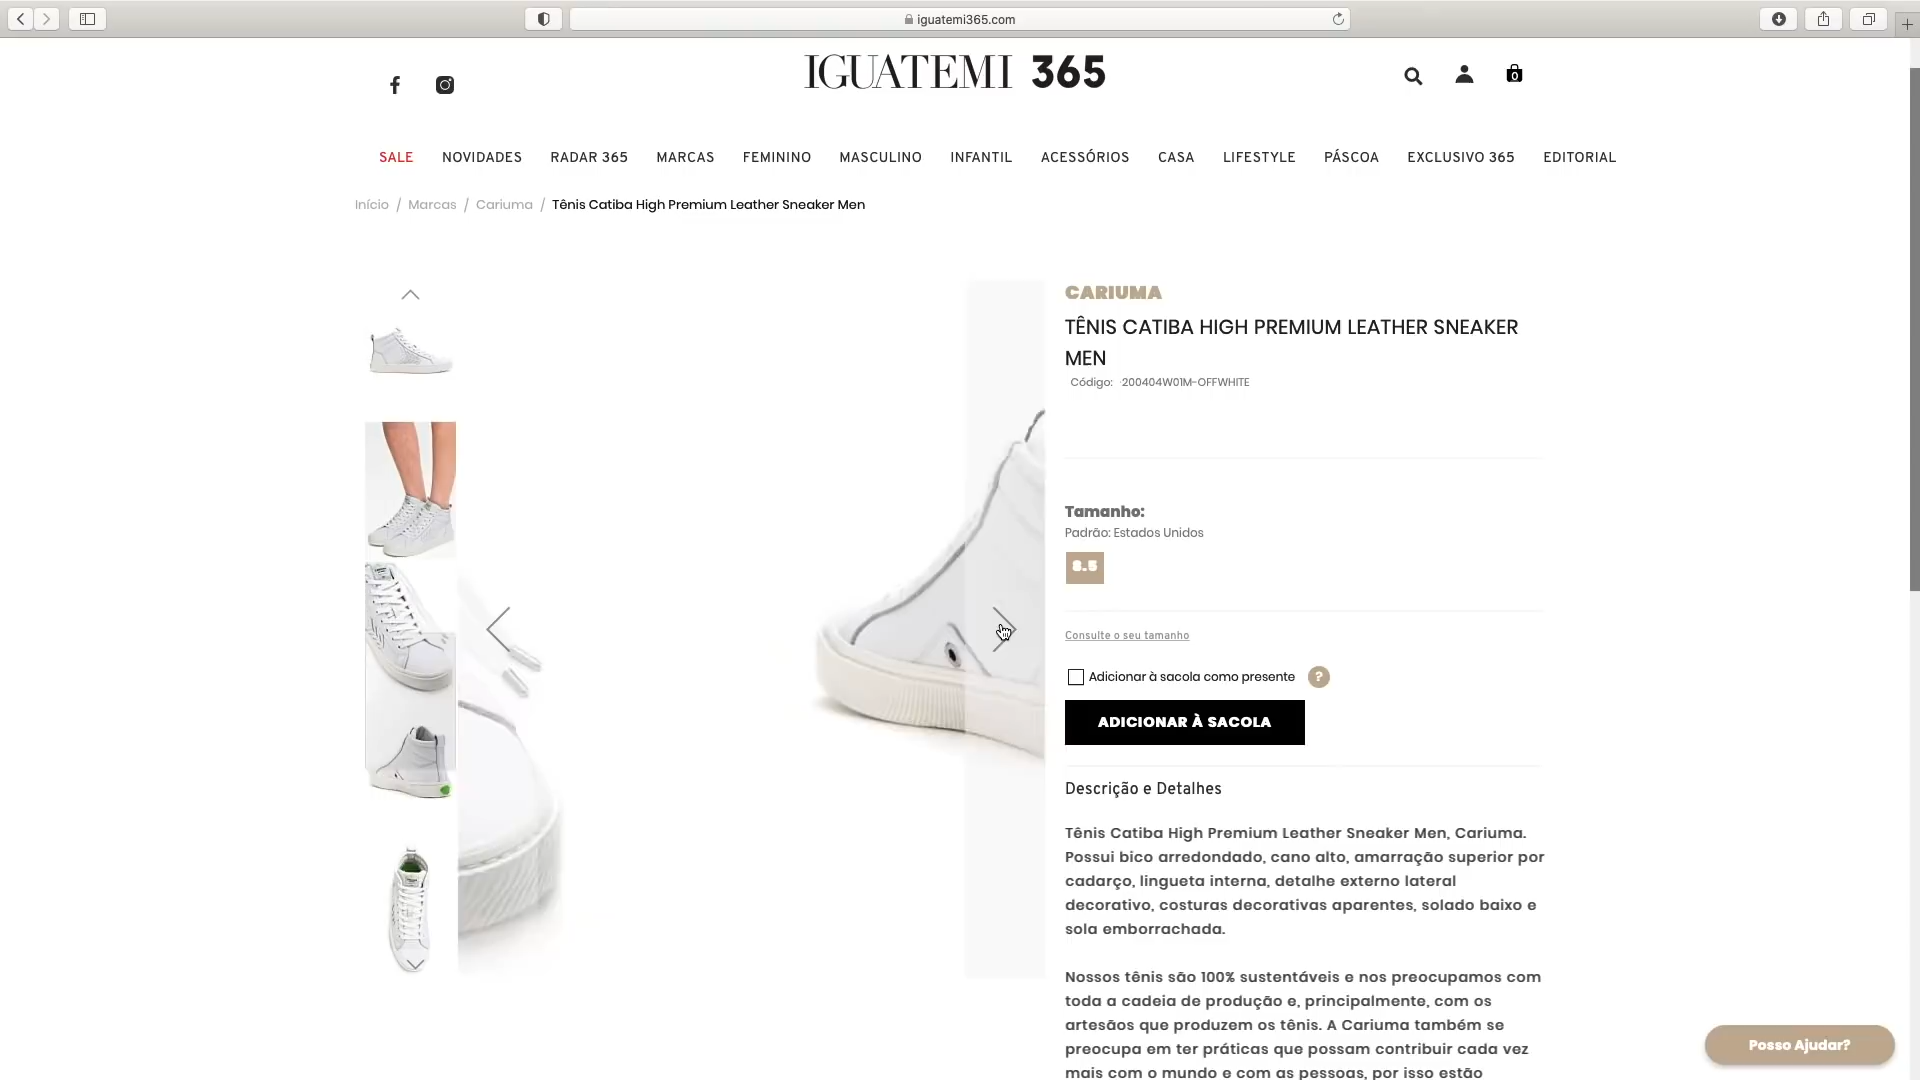 iguatemi365.com
IGUATEMI 365
0
SALE NOVIDADES RADAR 365 MARCAS FEMININO MASCULINO INFANTIL ACESSÓRIOS CASA LIFESTYLE PÁSCOA EXCLUSIVO 365 EDITORIAL
Início / Marcas / Cariuma / Tênis Catiba High Premium Leather Sneaker Men
CARIUMA
TÊNIS CATIBA HIGH PREMIUM LEATHER SNEAKER
MEN
Código: 200404W01M-OFFWHITE
Tamanho:
Padrão: Estados Unidos
8.5
Consulte o seu tamanho
Adicionar à sacola como presente ?
ADICIONAR À SACOLA
Descrição e Detalhes
Tênis Catiba High Premium Leather Sneaker Men, Cariuma.
Possui bico arredondado, cano alto, amarração superior por
cadarço, lingueta interna, detalhe externo lateral
decorativo, costuras decorativas aparentes, solado baixo e
sola emborrachada.
Nossos tênis são 100% sustentáveis e nos preocupamos com
toda a cadeia de produção e, principalmente, com os
artesãos que produzem os tênis. A Cariuma também se
preocupa em ter práticas que possam contribuir cada vez
mais com o mundo e com as pessoas, por isso estão
Posso Ajudar?